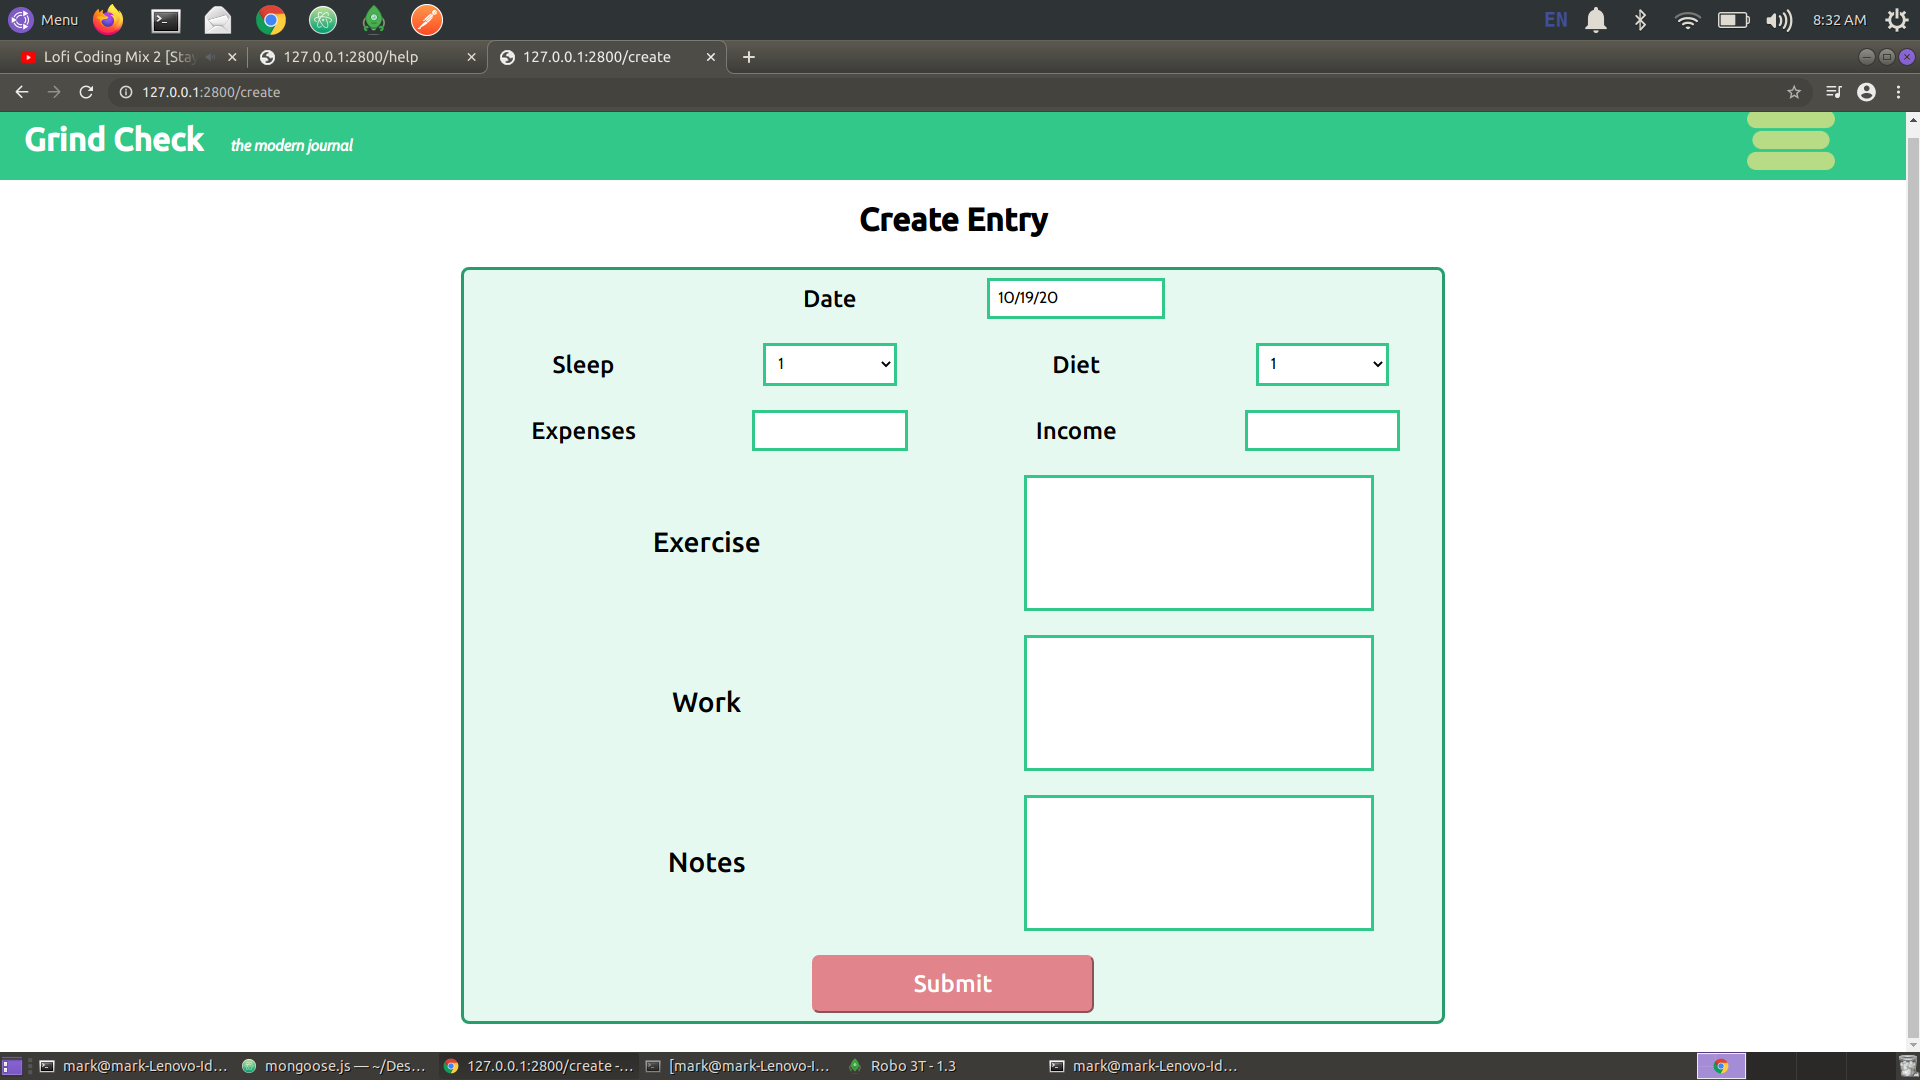 Menu
EN
8:32 AM
Lofi Coding Mix 2 [Stay
127.0.0.1:2800/help
127.0.0.1:2800/create
127.0.0.1:2800/create
Grind Check the modern journal
Create Entry
Date 10/19/20
Sleep 1 Diet 1
Expenses Income
Exercise
Work
Notes
Submit
mark@mark-Lenovo-Id... mongoose.js — ~/Des... 127.0.0.1:2800/create -... [mark@mark-Lenovo-I... Robo 3T - 1.3 mark@mark-Lenovo-Id...